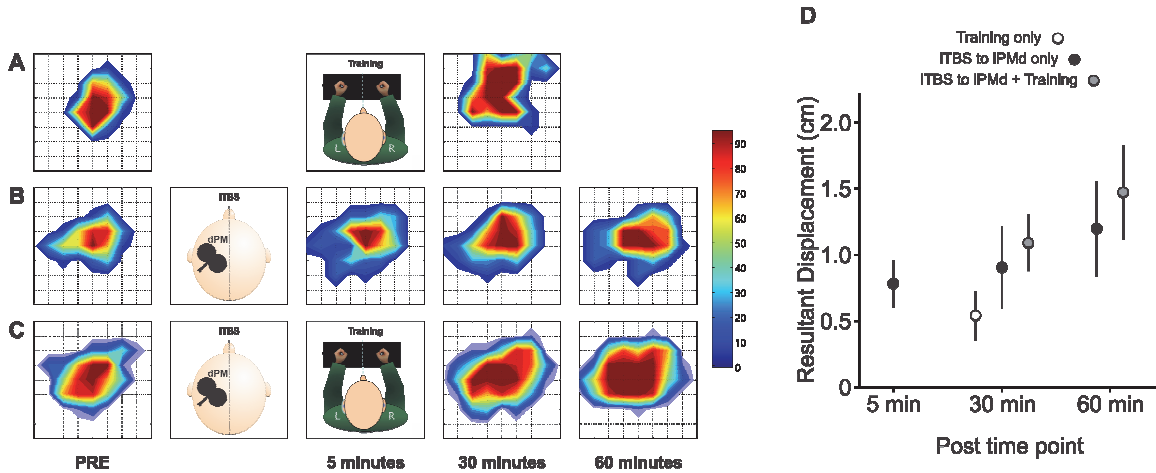 A
Training
L R
B
iTBS
dPM
90
80
70
60
50
40
30
20
10
0
C
iTBS
dPM
Training
L R
PRE
5 minutes
30 minutes
60 minutes
D
Training only
ITBS to lPMd only
ITBS to lPMd + Training
Resultant Displacement (cm)
2.0
1.5
1.0
0.5
0
5 min
30 min
60 min
Post time point